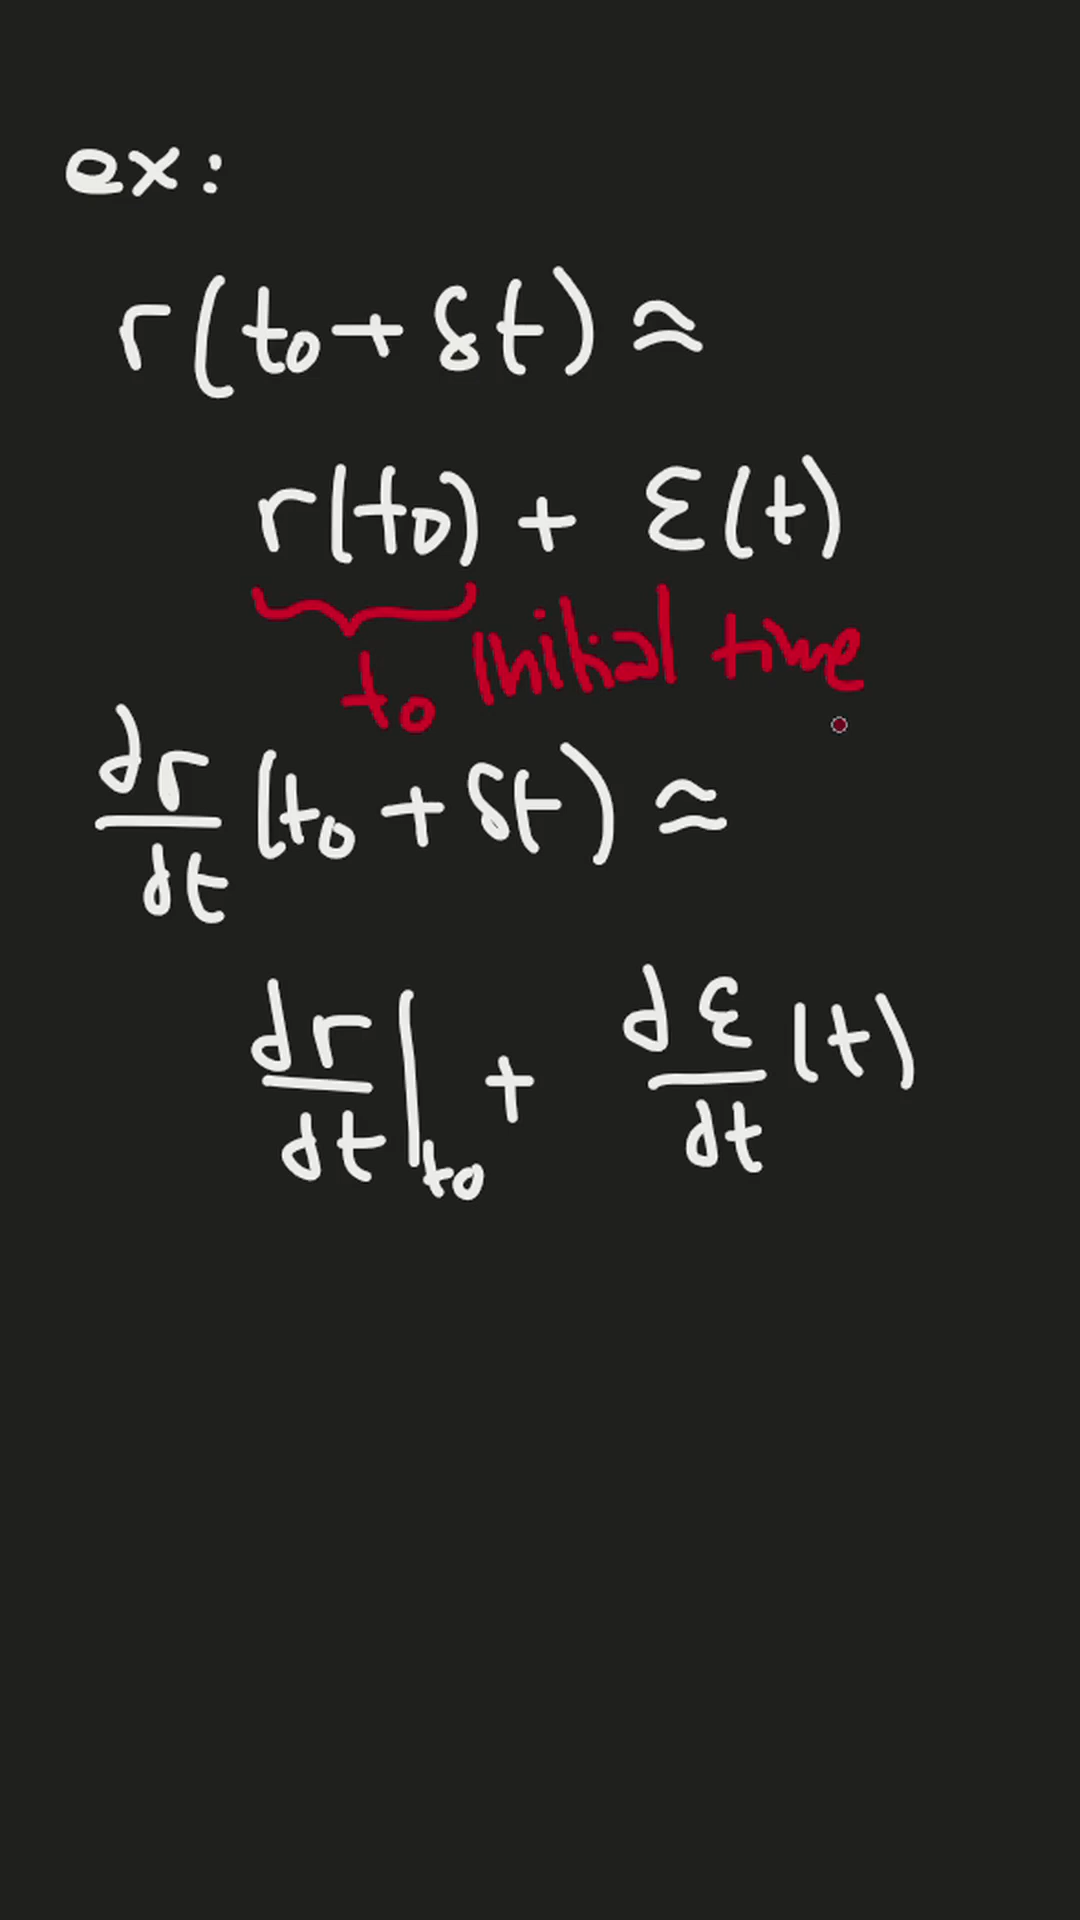 ex:
r(t₀ + δt) ≈
r(t₀) + ε(t)
t₀ initial time
dr/dt (t₀ + δt) ≈
dr/dt |t₀ + dε/dt (t)